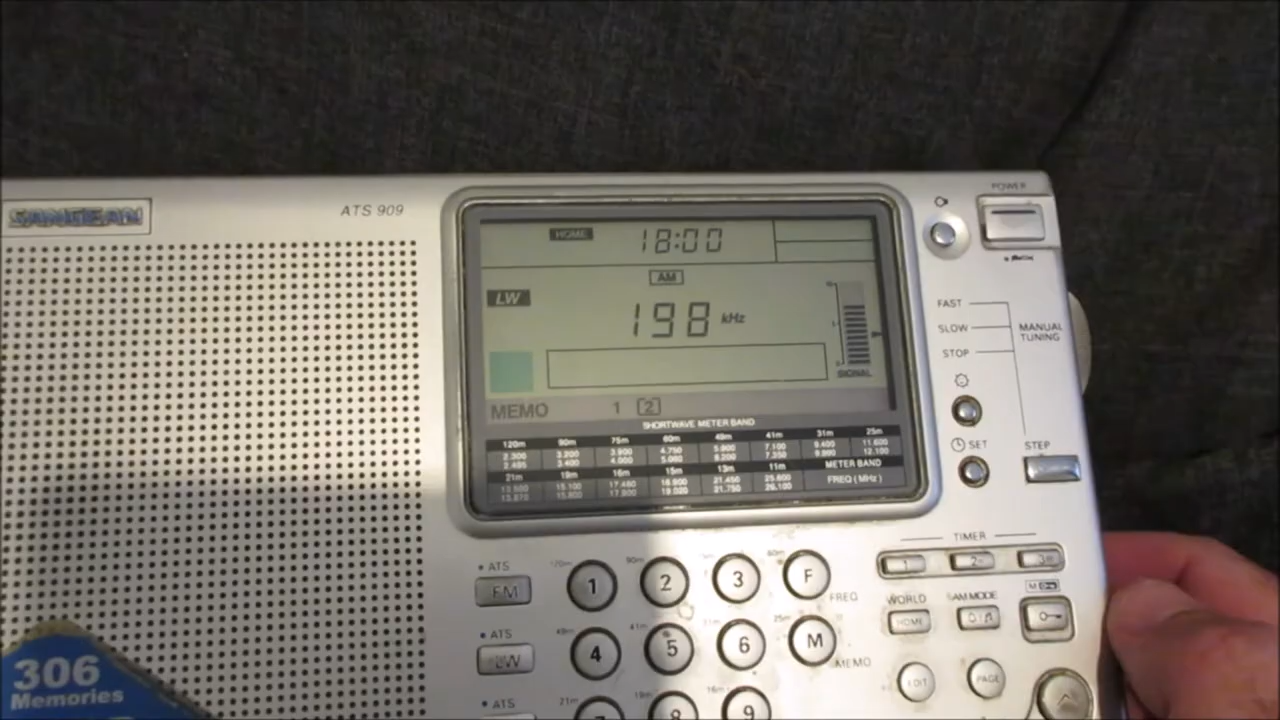 SANGEAN
ATS 909
POWER
HOME 18:00
AM
LW
198 kHz
SIGNAL
MEMO 1 2
SHORTWAVE METER BAND
120m 90m 75m 60m 49m 41m 31m 25m
2.300 3.200 3.900 4.750 5.900 7.100 9.400 11.600
2.495 3.400 4.000 5.060 6.200 7.350 9.990 12.100
21m 19m 16m 15m 13m 11m METER BAND
15.100 17.480 18.900 21.450 25.600 FREQ (MHz)
15.800 17.900 19.020 21.750 26.100
FAST
SLOW
STOP
MANUAL TUNING
SET
STEP
TIMER
1 2 3
ATS
FM
1 2 3 F
FREQ
WORLD
HOME
AM MODE
M
ATS
4 5 6 M
MEMO
EDIT
PAGE
ATS
21m 19m 16m
7 8 9
306
Memories